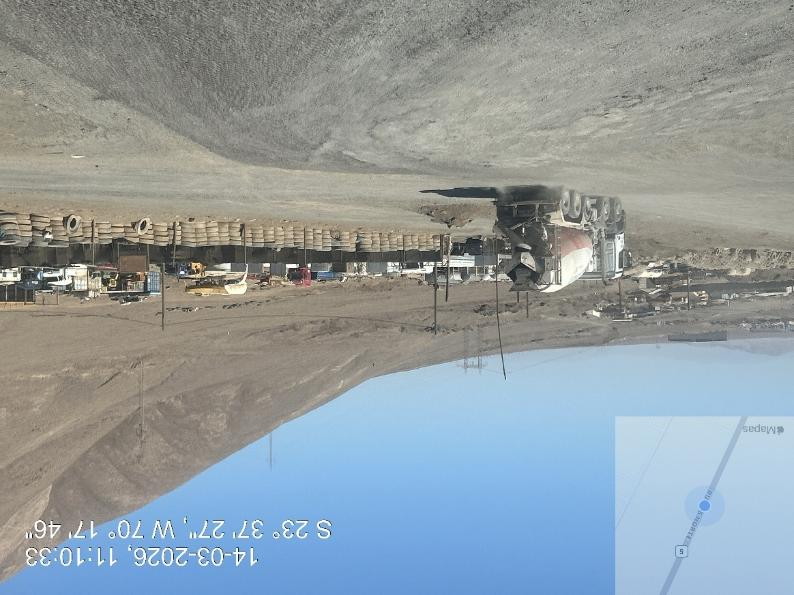 14-03-2026, 11:10:33
S 23° 37' 27", W 70° 17' 46"
5
Mapas